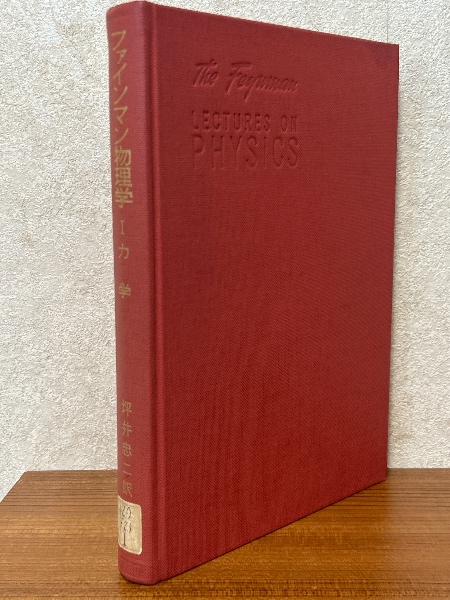 The Feynman
LECTURES ON
PHYSICS
ファインマン物理学
I 力学
坪井忠二訳